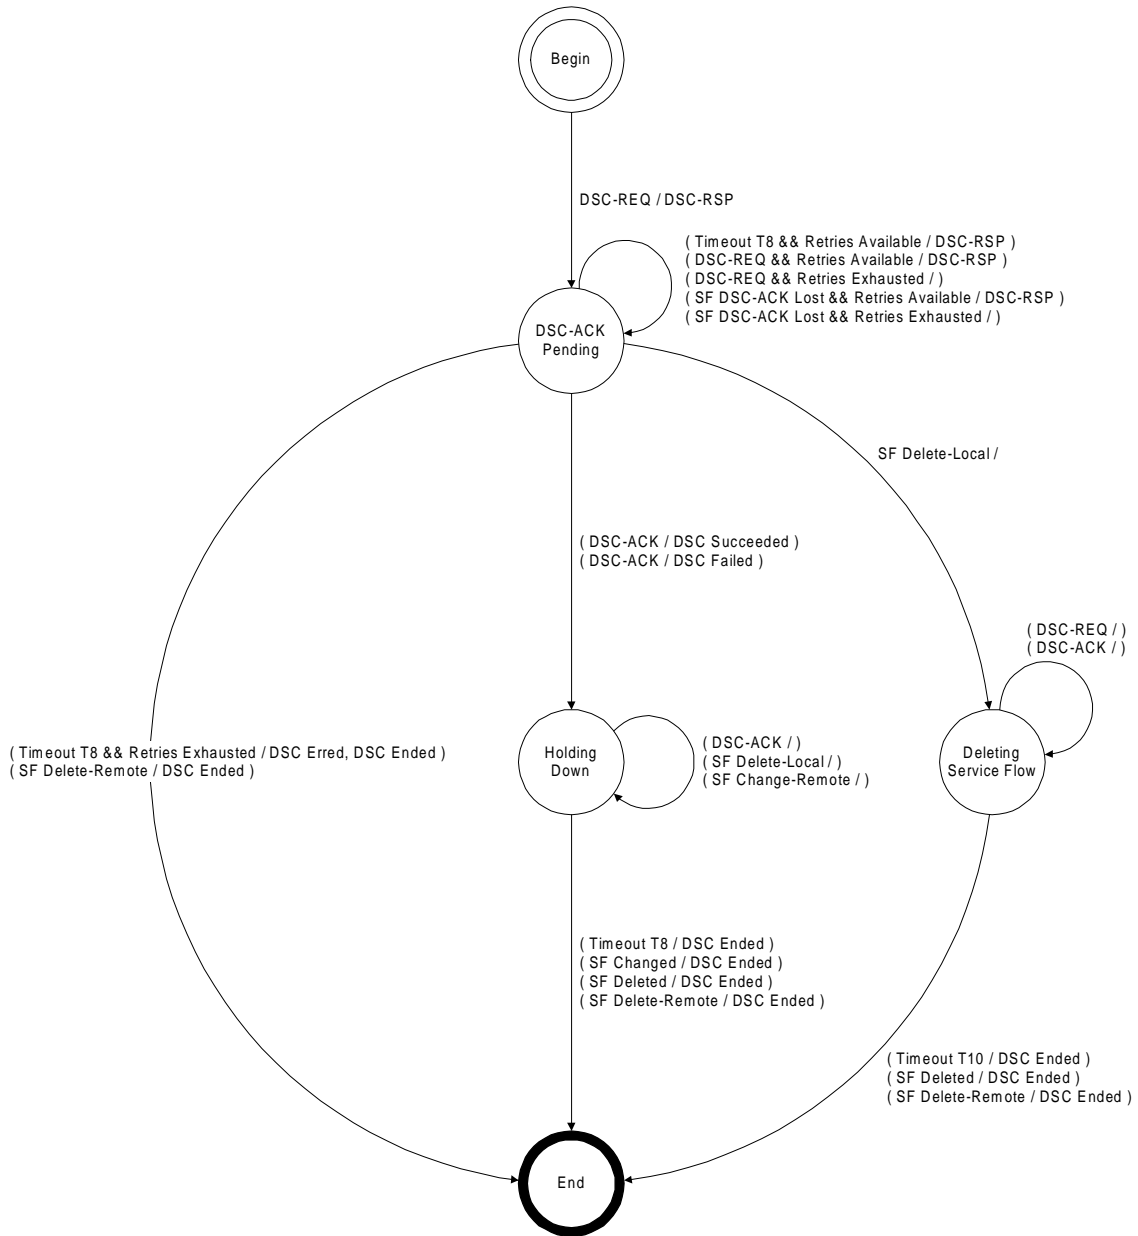 Begin
DSC-REQ / DSC-RSP
( Timeout T8 && Retries Available / DSC-RSP )
( DSC-REQ && Retries Available / DSC-RSP )
( DSC-REQ && Retries Exhausted / )
( SF DSC-ACK Lost && Retries Available / DSC-RSP )
( SF DSC-ACK Lost && Retries Exhausted / )
DSC-ACK
Pending
SF Delete-Local /
( DSC-ACK / DSC Succeeded )
( DSC-ACK / DSC Failed )
( DSC-REQ / )
( DSC-ACK / )
( Timeout T8 && Retries Exhausted / DSC Erred, DSC Ended )
( SF Delete-Remote / DSC Ended )
Holding
Down
( DSC-ACK / )
( SF Delete-Local / )
( SF Change-Remote / )
Deleting
Service Flow
( Timeout T8 / DSC Ended )
( SF Changed / DSC Ended )
( SF Deleted / DSC Ended )
( SF Delete-Remote / DSC Ended )
( Timeout T10 / DSC Ended )
( SF Deleted / DSC Ended )
( SF Delete-Remote / DSC Ended )
End